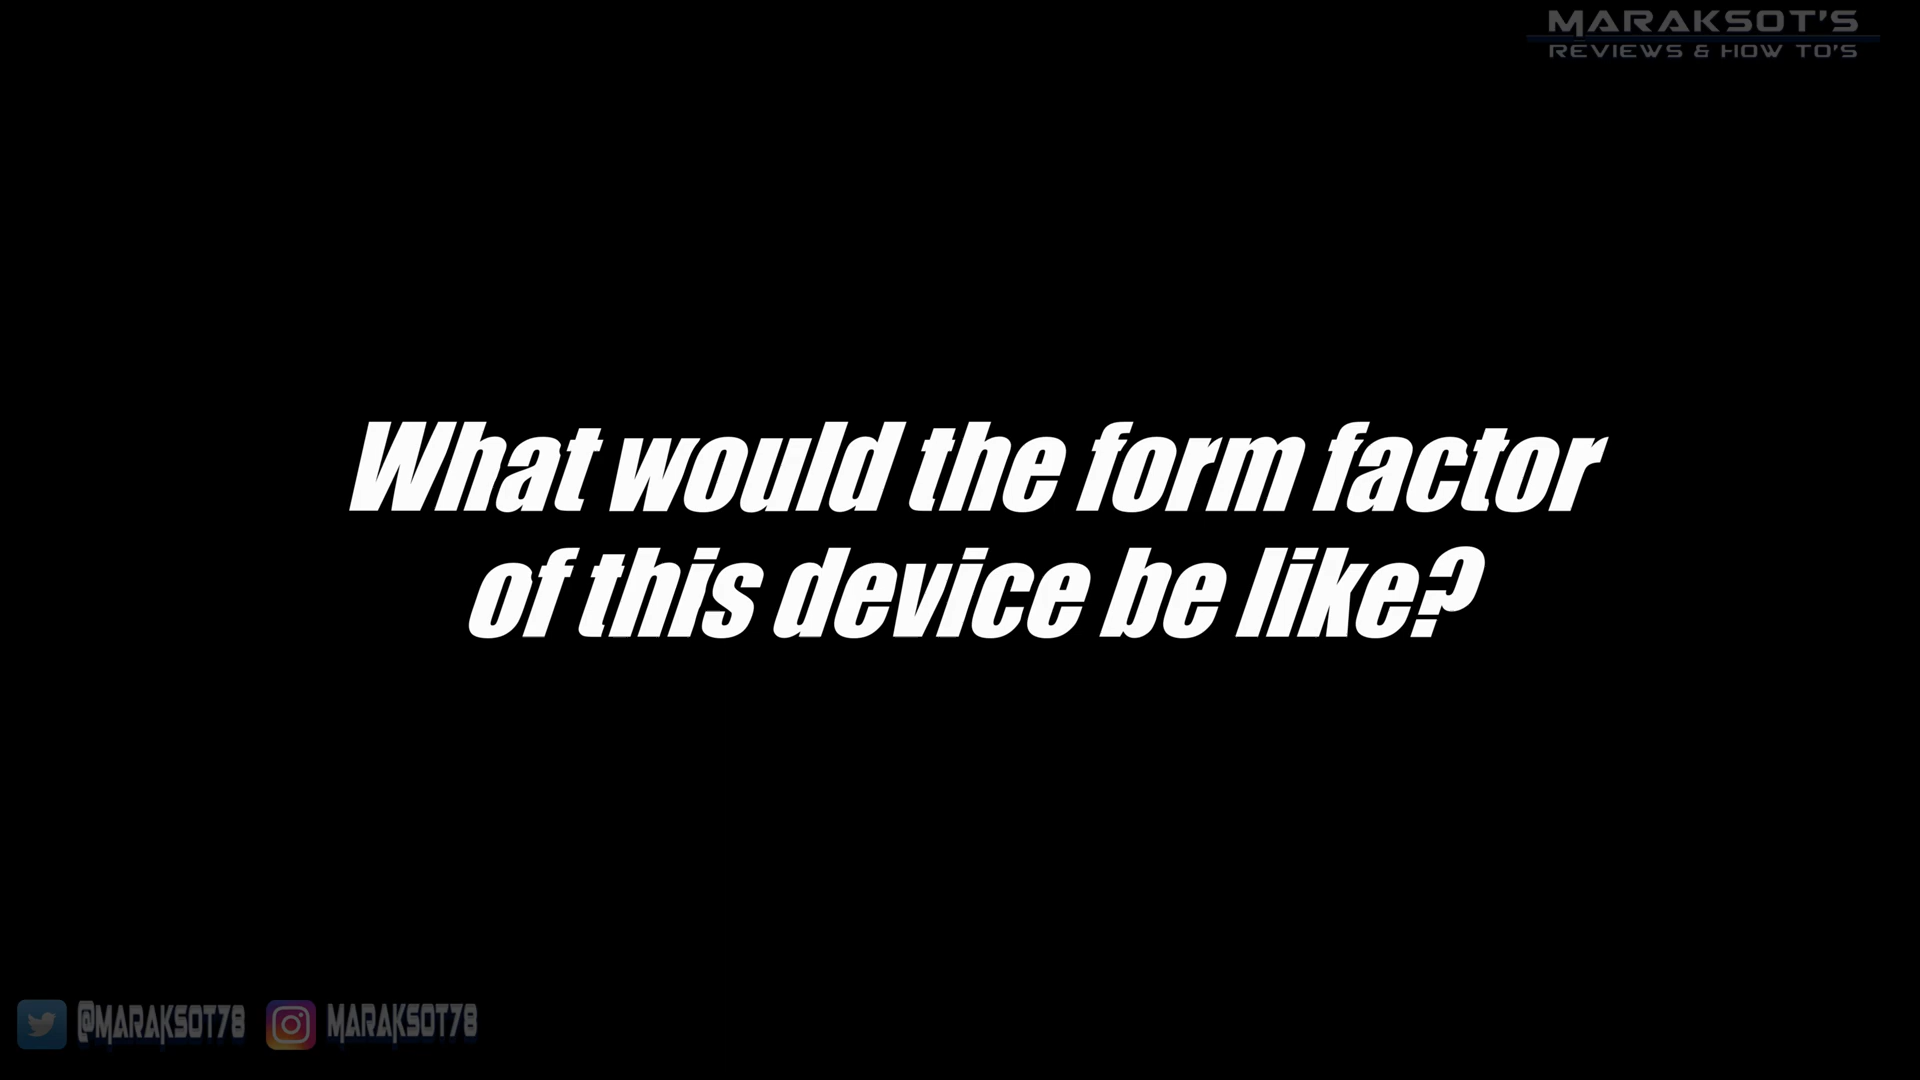 MARAKSOT'S
REVIEWS & HOW TO'S
What would the form factor
of this device be like?
@MARAKSOT78 MARAKSOT78